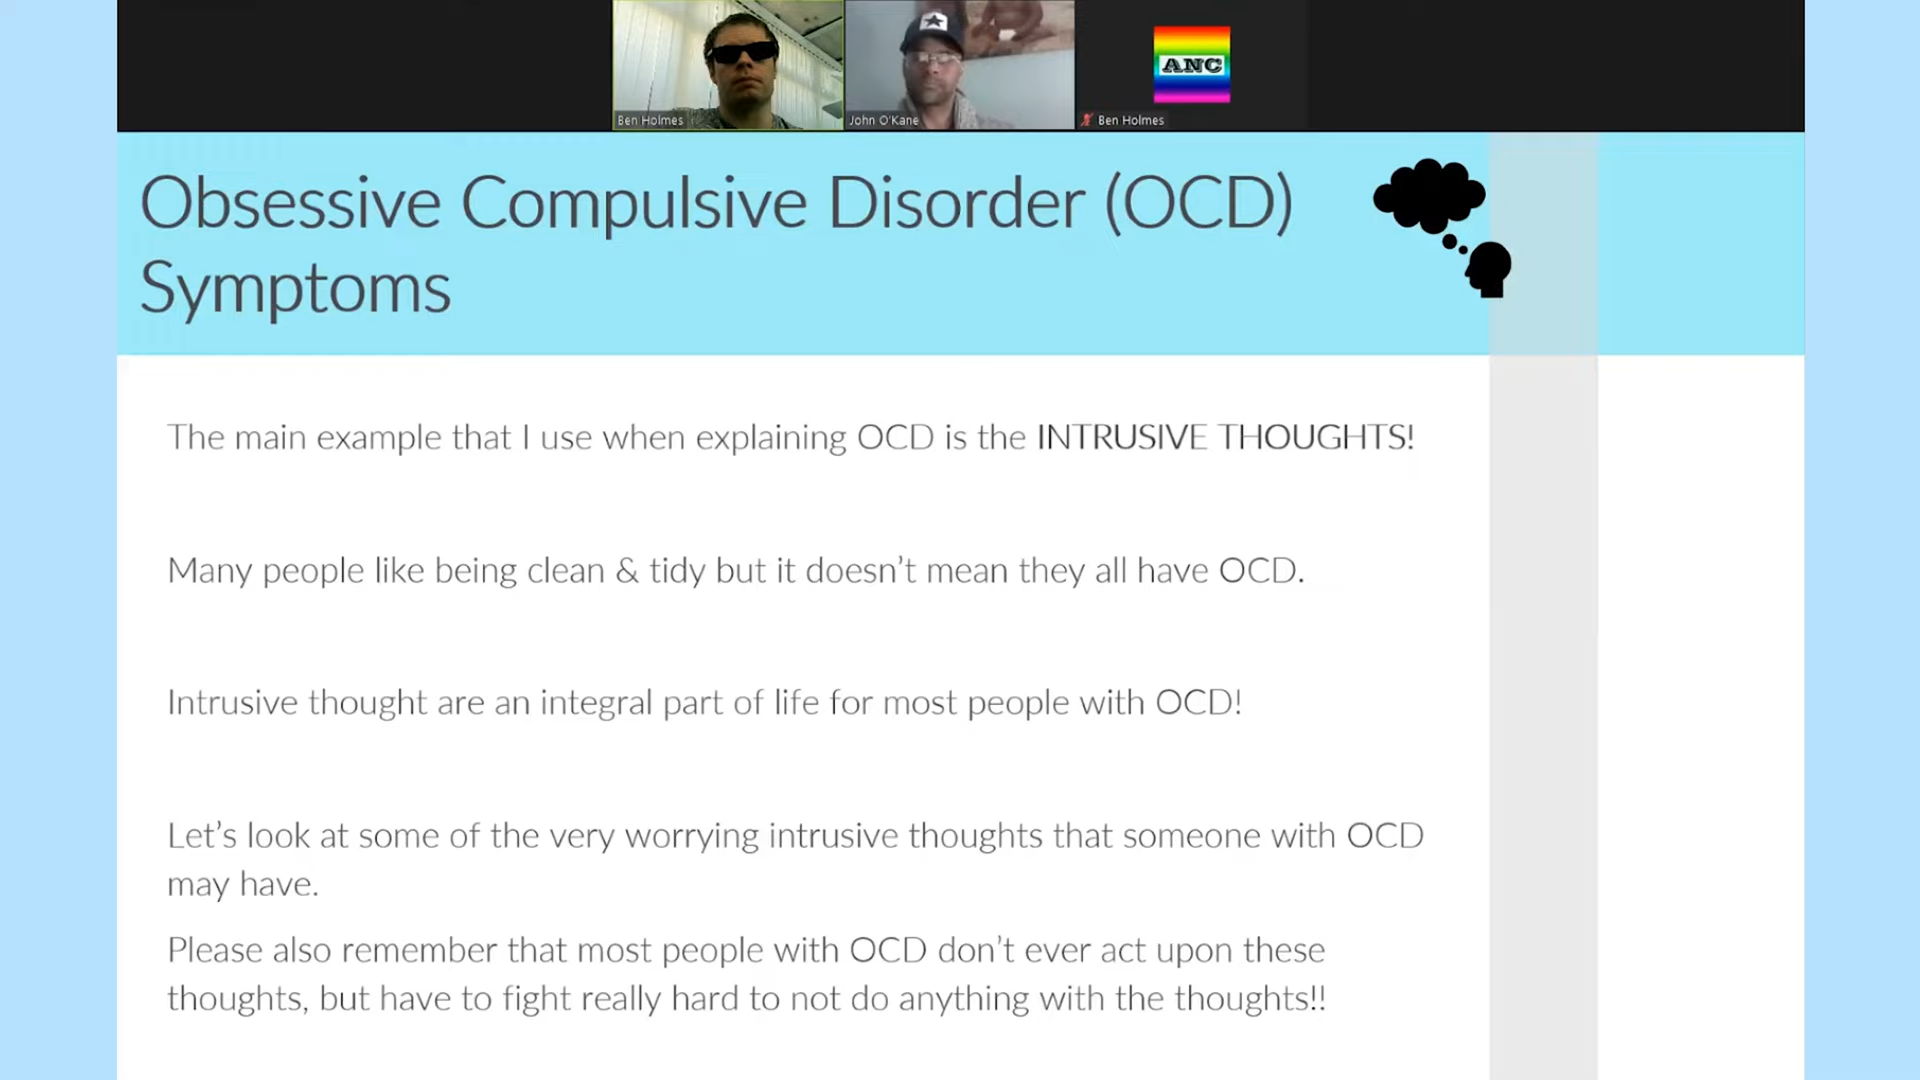 ANC
Ben Holmes
John O'Kane
Ben Holmes
Obsessive Compulsive Disorder (OCD)
Symptoms
The main example that I use when explaining OCD is the INTRUSIVE THOUGHTS!
Many people like being clean & tidy but it doesn’t mean they all have OCD.
Intrusive thought are an integral part of life for most people with OCD!
Let’s look at some of the very worrying intrusive thoughts that someone with OCD
may have.
Please also remember that most people with OCD don’t ever act upon these
thoughts, but have to fight really hard to not do anything with the thoughts!!